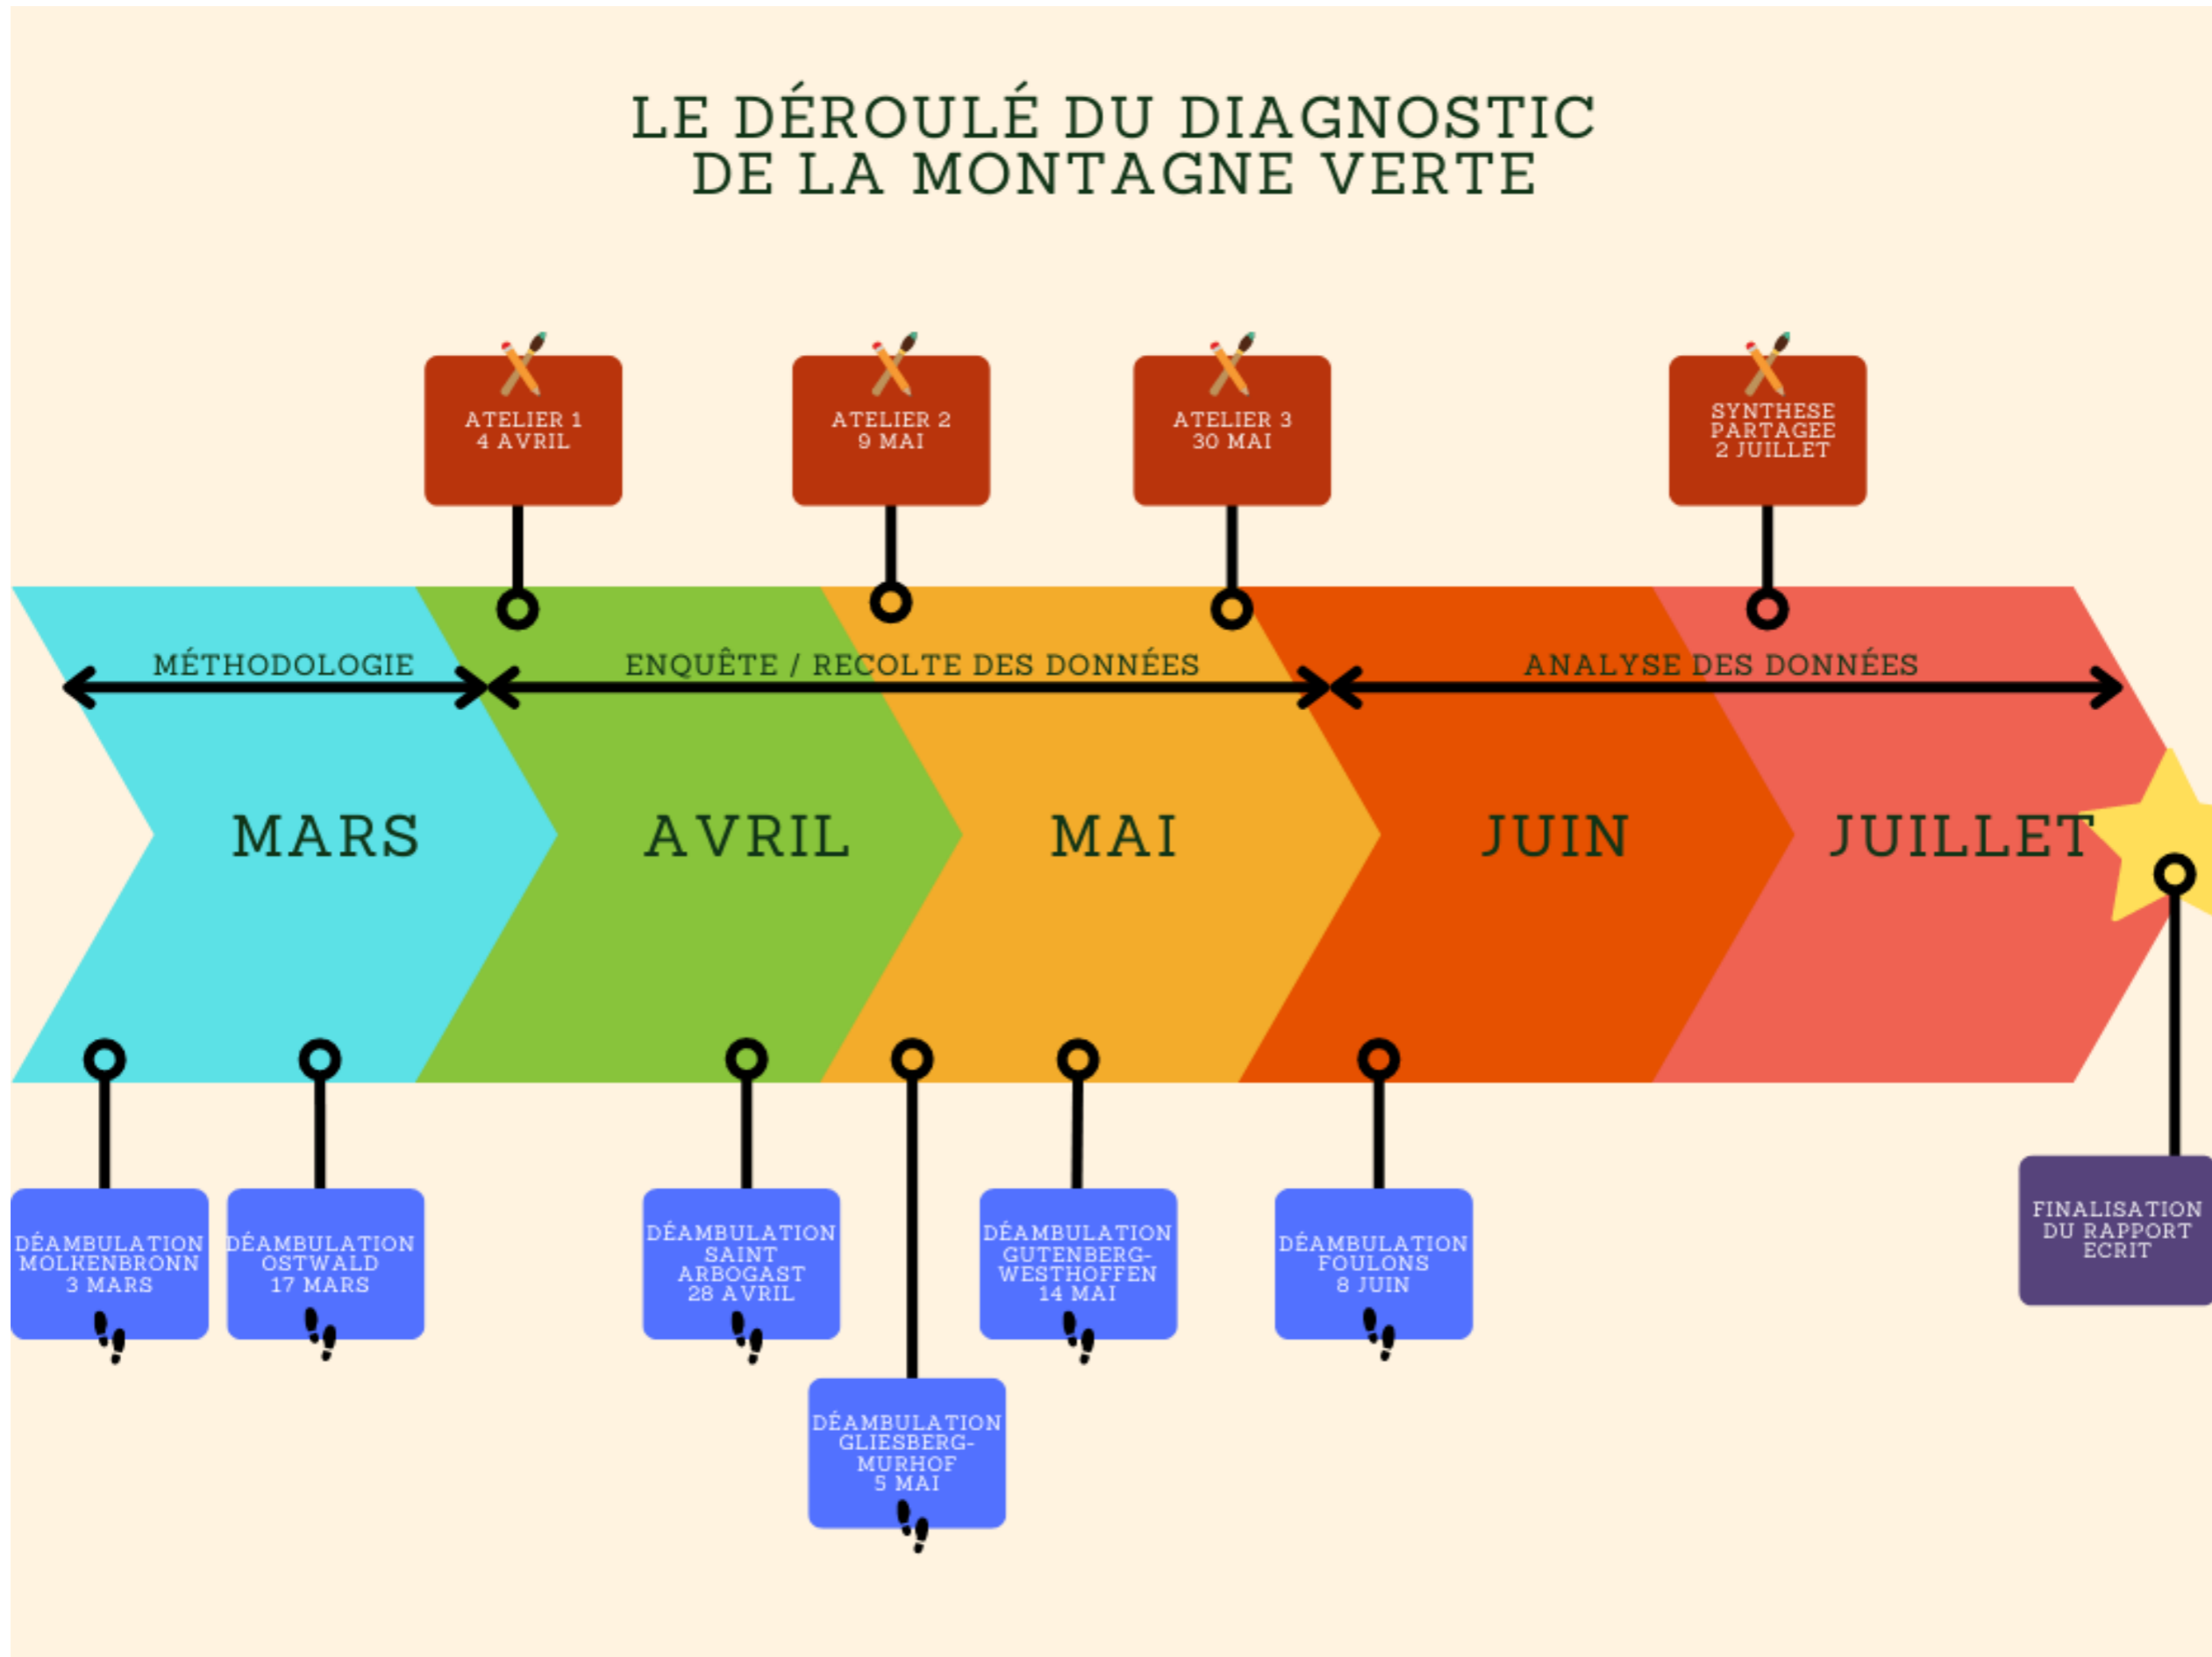 LE DÉROULÉ DU DIAGNOSTIC
DE LA MONTAGNE VERTE
ATELIER 1
4 AVRIL
ATELIER 2
9 MAI
ATELIER 3
30 MAI
SYNTHESE
PARTAGEE
2 JUILLET
MÉTHODOLOGIE
ENQUÊTE / RECOLTE DES DONNÉES
ANALYSE DES DONNÉES
MARS
AVRIL
MAI
JUIN
JUILLET
DÉAMBULATION
MOLKENBRONN
3 MARS
DÉAMBULATION
OSTWALD
17 MARS
DÉAMBULATION
SAINT
ARBOGAST
28 AVRIL
DÉAMBULATION
GLIESBERG-
MURHOF
5 MAI
DÉAMBULATION
GUTENBERG-
WESTHOFFEN
14 MAI
DÉAMBULATION
FOULONS
8 JUIN
FINALISATION
DU RAPPORT
ECRIT